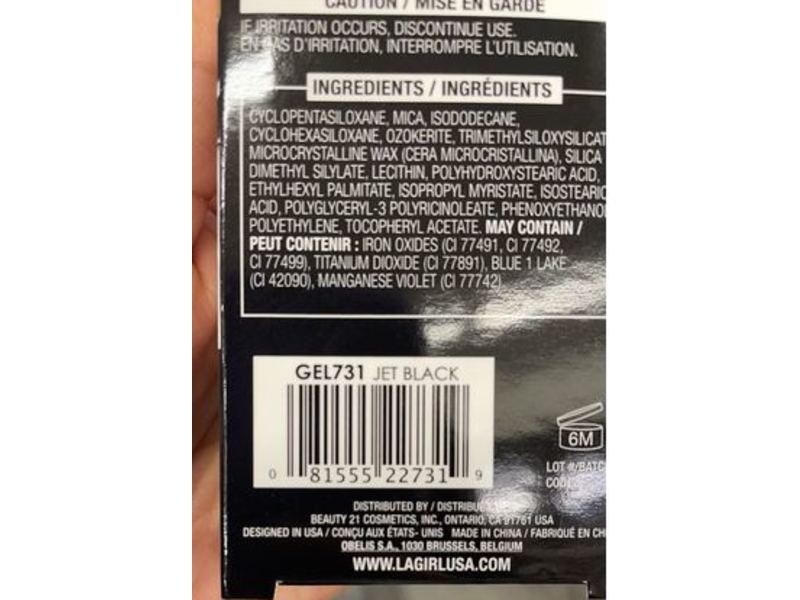 CAUTION / MISE EN GARDE
IF IRRITATION OCCURS, DISCONTINUE USE.
EN CAS D'IRRITATION, INTERROMPRE L'UTILISATION.
INGREDIENTS / INGRÉDIENTS
CYCLOPENTASILOXANE, MICA, ISODODECANE,
CYCLOHEXASILOXANE, OZOKERITE, TRIMETHYLSILOXYSILICAT
MICROCRYSTALLINE WAX (CERA MICROCRISTALLINA), SILICA
DIMETHYL SILYLATE, LECITHIN, POLYHYDROXYSTEARIC ACID,
ETHYLHEXYL PALMITATE, ISOPROPYL MYRISTATE, ISOSTEARIC
ACID, POLYGLYCERYL-3 POLYRICINOLEATE, PHENOXYETHANOL
POLYETHYLENE, TOCOPHERYL ACETATE. MAY CONTAIN /
PEUT CONTENIR : IRON OXIDES (CI 77491, CI 77492,
CI 77499), TITANIUM DIOXIDE (CI 77891), BLUE 1 LAKE
(CI 42090), MANGANESE VIOLET (CI 77742)
GEL731 JET BLACK
0 81555 22731 9
6M
LOT #/BATC
DISTRIBUTED BY / DISTRIBU
BEAUTY 21 COSMETICS, INC., ONTARIO, CA 91761 USA
DESIGNED IN USA / CONÇU AUX ÉTATS- UNIS MADE IN CHINA / FABRIQUÉ EN CH
OBELIS S.A., 1030 BRUSSELS, BELGIUM
WWW.LAGIRLUSA.COM